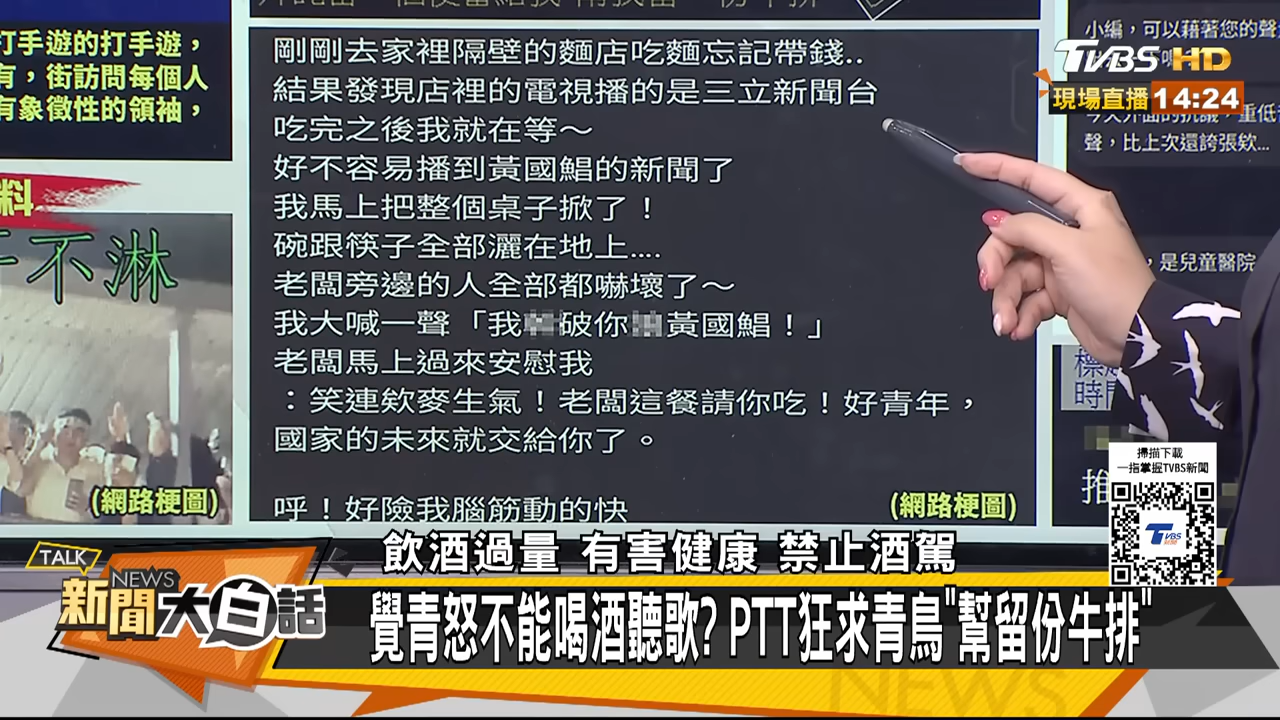 打手遊的打手遊，
有，街訪問每個人
有象徵性的領袖，
料
不淋
(網路梗圖)
剛剛去家裡隔壁的麵店吃麵忘記帶錢..
結果發現店裡的電視播的是三立新聞台
吃完之後我就在等～
好不容易播到黃國鯧的新聞了
我馬上把整個桌子掀了！
碗跟筷子全部灑在地上....
老闆旁邊的人全部都嚇壞了～
我大喊一聲「我 破你 黃國鯧！」
老闆馬上過來安慰我
：笑連欸麥生氣！老闆這餐請你吃！好青年，
國家的未來就交給你了。
呼！好險我腦筋動的快
(網路梗圖)
小編，可以藉著您的聲
TVBS HD
現場直播 14:24
聲，比上次還誇張欸...
，是兒童醫院
時間
推
掃描下載
一指掌握TVBS新聞
TVBS
飲酒過量 有害健康 禁止酒駕
TALK
NEWS
新聞大白話
覺青怒不能喝酒聽歌? PTT狂求青鳥"幫留份牛排"
NEWS